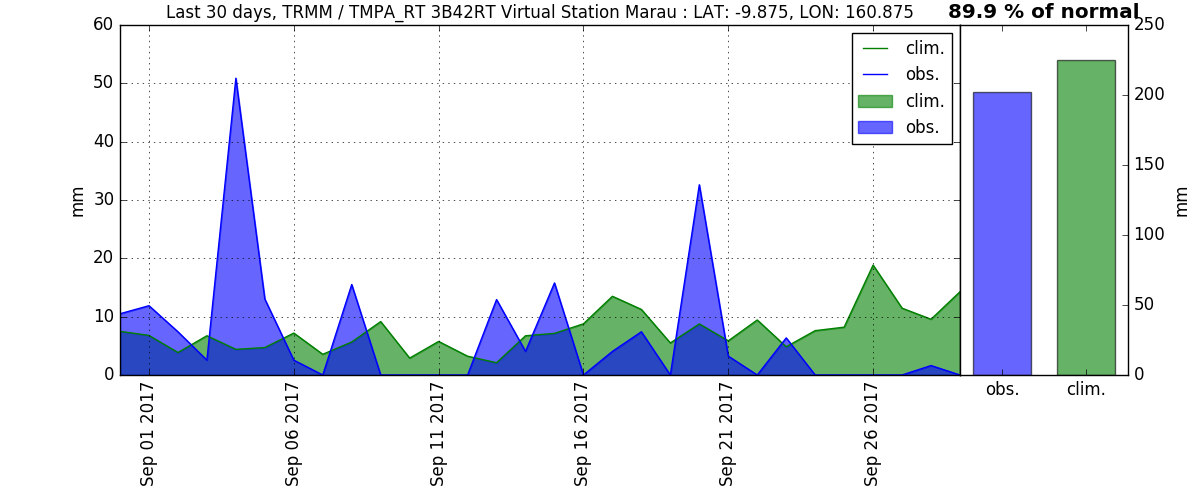 Last 30 days, TRMM / TMPA_RT 3B42RT Virtual Station Marau : LAT: -9.875, LON: 160.875
89.9 % of normal
60
50
40
30
20
10
0
mm
clim.
obs.
clim.
obs.
250
200
150
100
50
0
mm
obs.
clim.
Sep 01 2017
Sep 06 2017
Sep 11 2017
Sep 16 2017
Sep 21 2017
Sep 26 2017